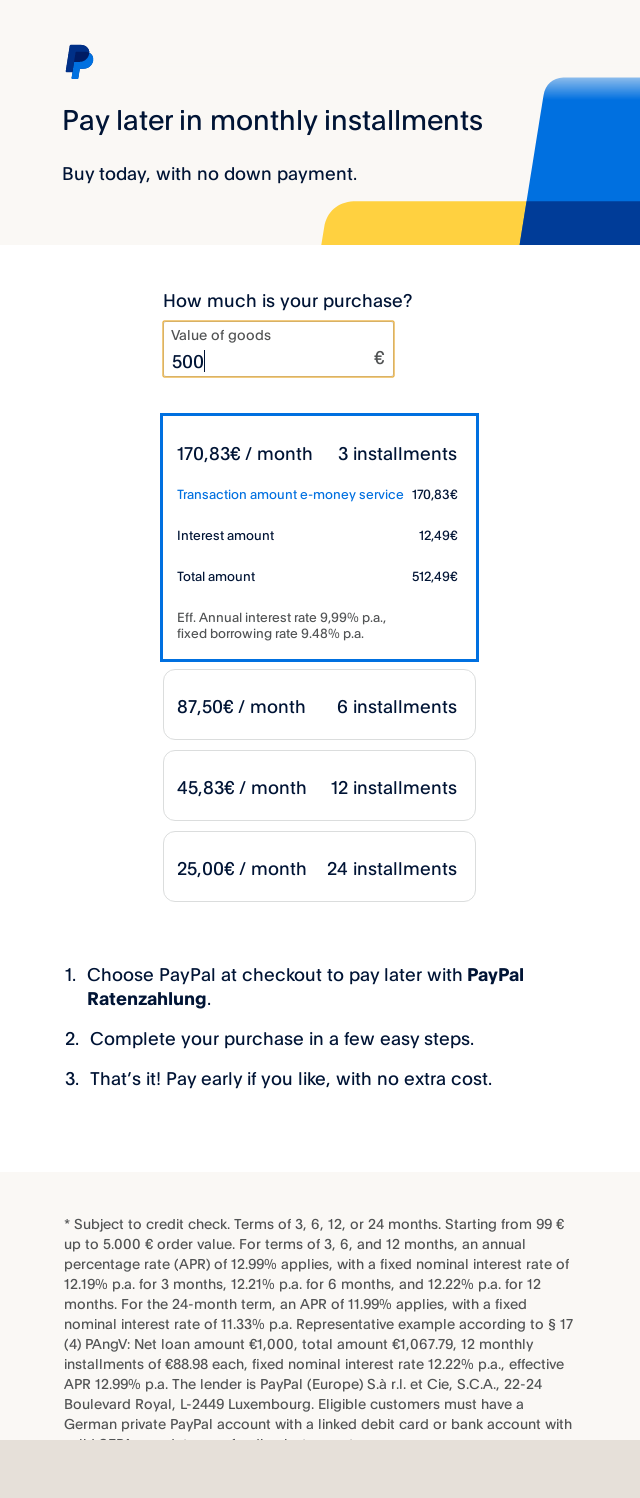 Pay later in monthly installments
Buy today, with no down payment.
How much is your purchase?
Value of goods
500 €
170,83€ / month 3 installments
Transaction amount e-money service 170,83€
Interest amount 12,49€
Total amount 512,49€
Eff. Annual interest rate 9,99% p.a.,
fixed borrowing rate 9.48% p.a.
87,50€ / month 6 installments
45,83€ / month 12 installments
25,00€ / month 24 installments
1. Choose PayPal at checkout to pay later with PayPal
Ratenzahlung.
2. Complete your purchase in a few easy steps.
3. That’s it! Pay early if you like, with no extra cost.
* Subject to credit check. Terms of 3, 6, 12, or 24 months. Starting from 99 €
up to 5.000 € order value. For terms of 3, 6, and 12 months, an annual
percentage rate (APR) of 12.99% applies, with a fixed nominal interest rate of
12.19% p.a. for 3 months, 12.21% p.a. for 6 months, and 12.22% p.a. for 12
months. For the 24-month term, an APR of 11.99% applies, with a fixed
nominal interest rate of 11.33% p.a. Representative example according to § 17
(4) PAngV: Net loan amount €1,000, total amount €1,067.79, 12 monthly
installments of €88.98 each, fixed nominal interest rate 12.22% p.a., effective
APR 12.99% p.a. The lender is PayPal (Europe) S.à r.l. et Cie, S.C.A., 22-24
Boulevard Royal, L-2449 Luxembourg. Eligible customers must have a
German private PayPal account with a linked debit card or bank account with